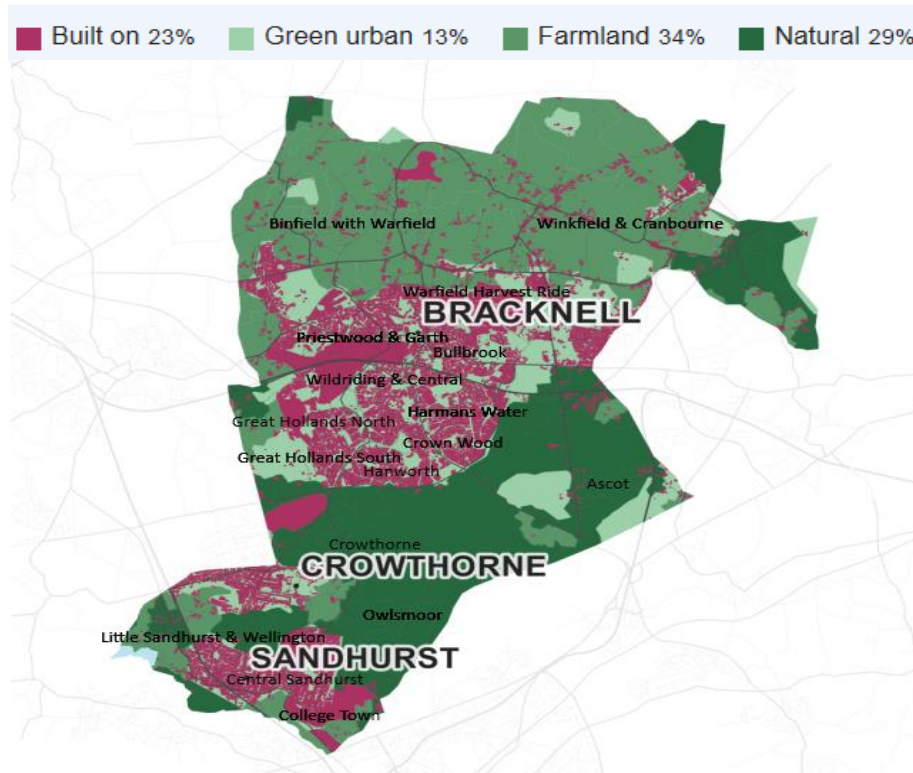 Built on 23% Green urban 13% Farmland 34% Natural 29%
Binfield with Warfield Winkfield & Cranbourne
Warfield Harvest Ride
BRACKNELL
Priestwood & Garth
Bullbrook
Wildriding & Central
Harmans Water
Great Hollands North
Crown Wood
Great Hollands South
Hanworth
Ascot
Crowthorne
CROWTHORNE
Owlsmoor
Little Sandhurst & Wellington
SANDHURST
Central Sandhurst
College Town